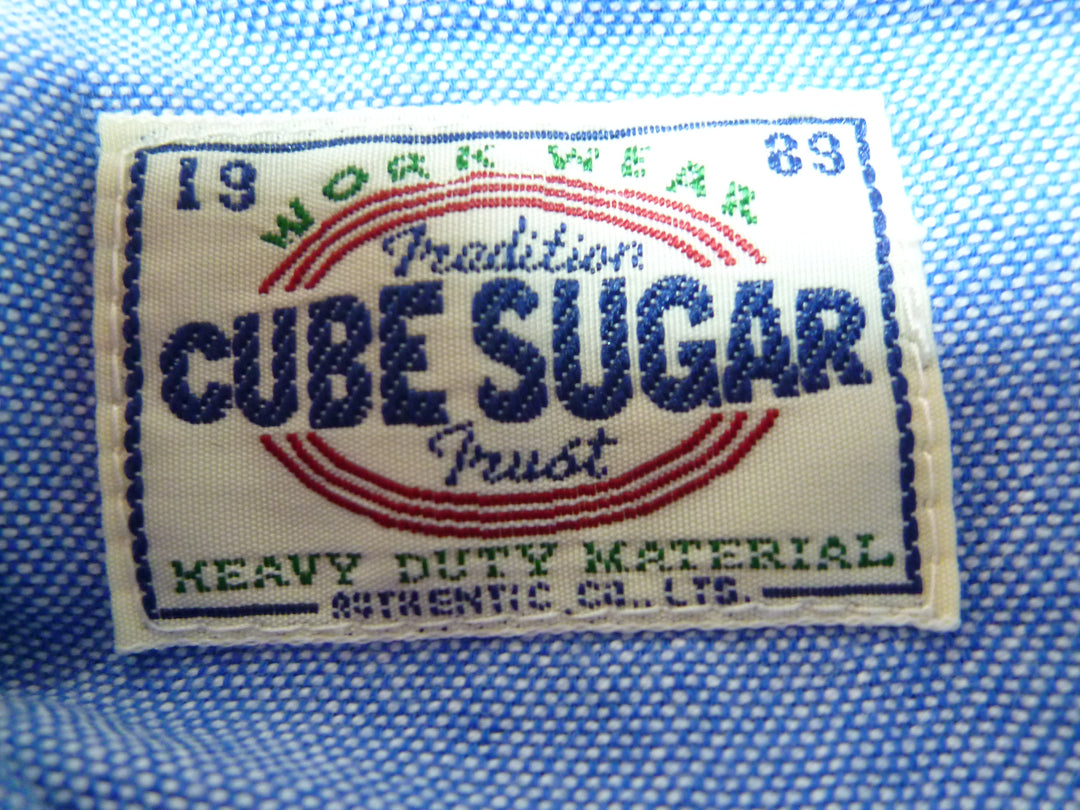 19 89
WORK WEAR
Tradition
CUBE SUGAR
Trust
HEAVY DUTY MATERIAL
AUTHENTIC .CO., LTD.